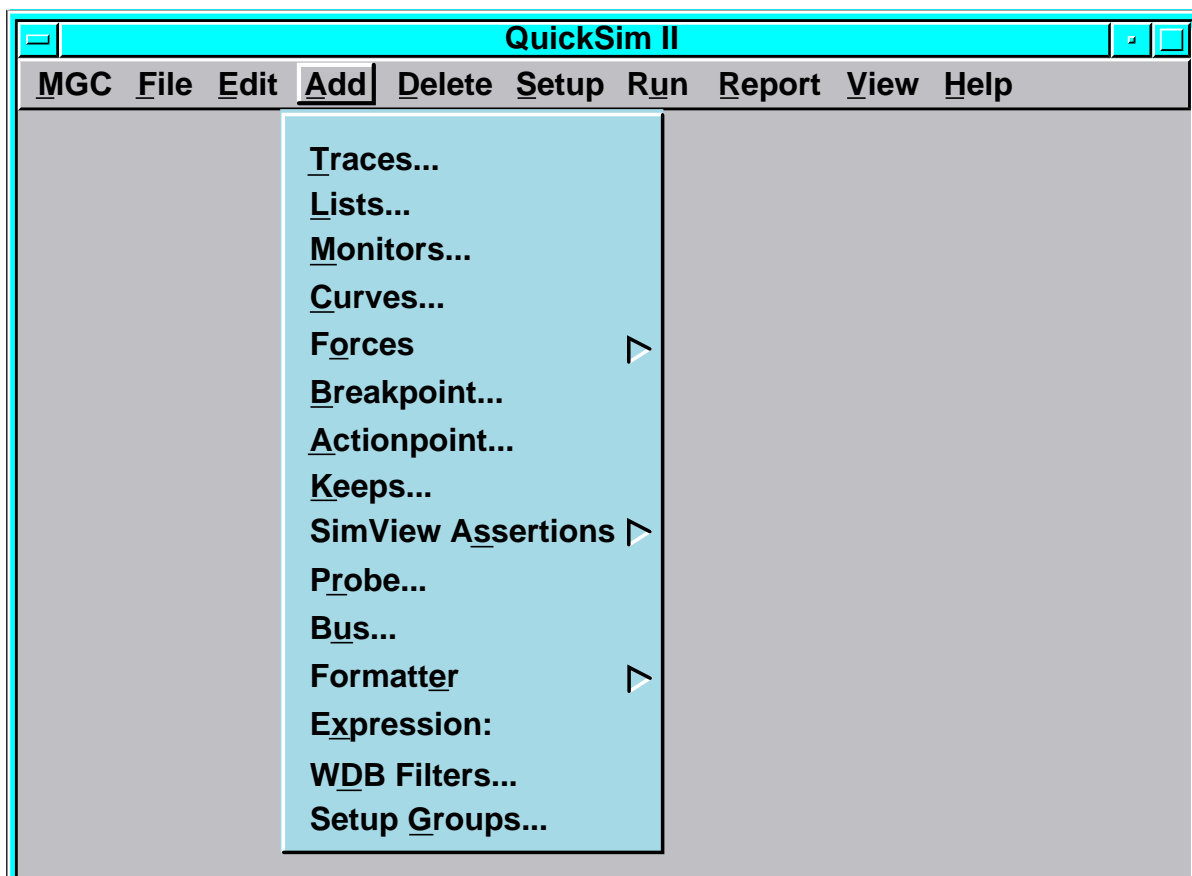 QuickSim II
MGC File Edit Add Delete Setup Run Report View Help
Traces...
Lists...
Monitors...
Curves...
Forces
Breakpoint...
Actionpoint...
Keeps...
SimView Assertions
Probe...
Bus...
Formatter
Expression:
WDB Filters...
Setup Groups...